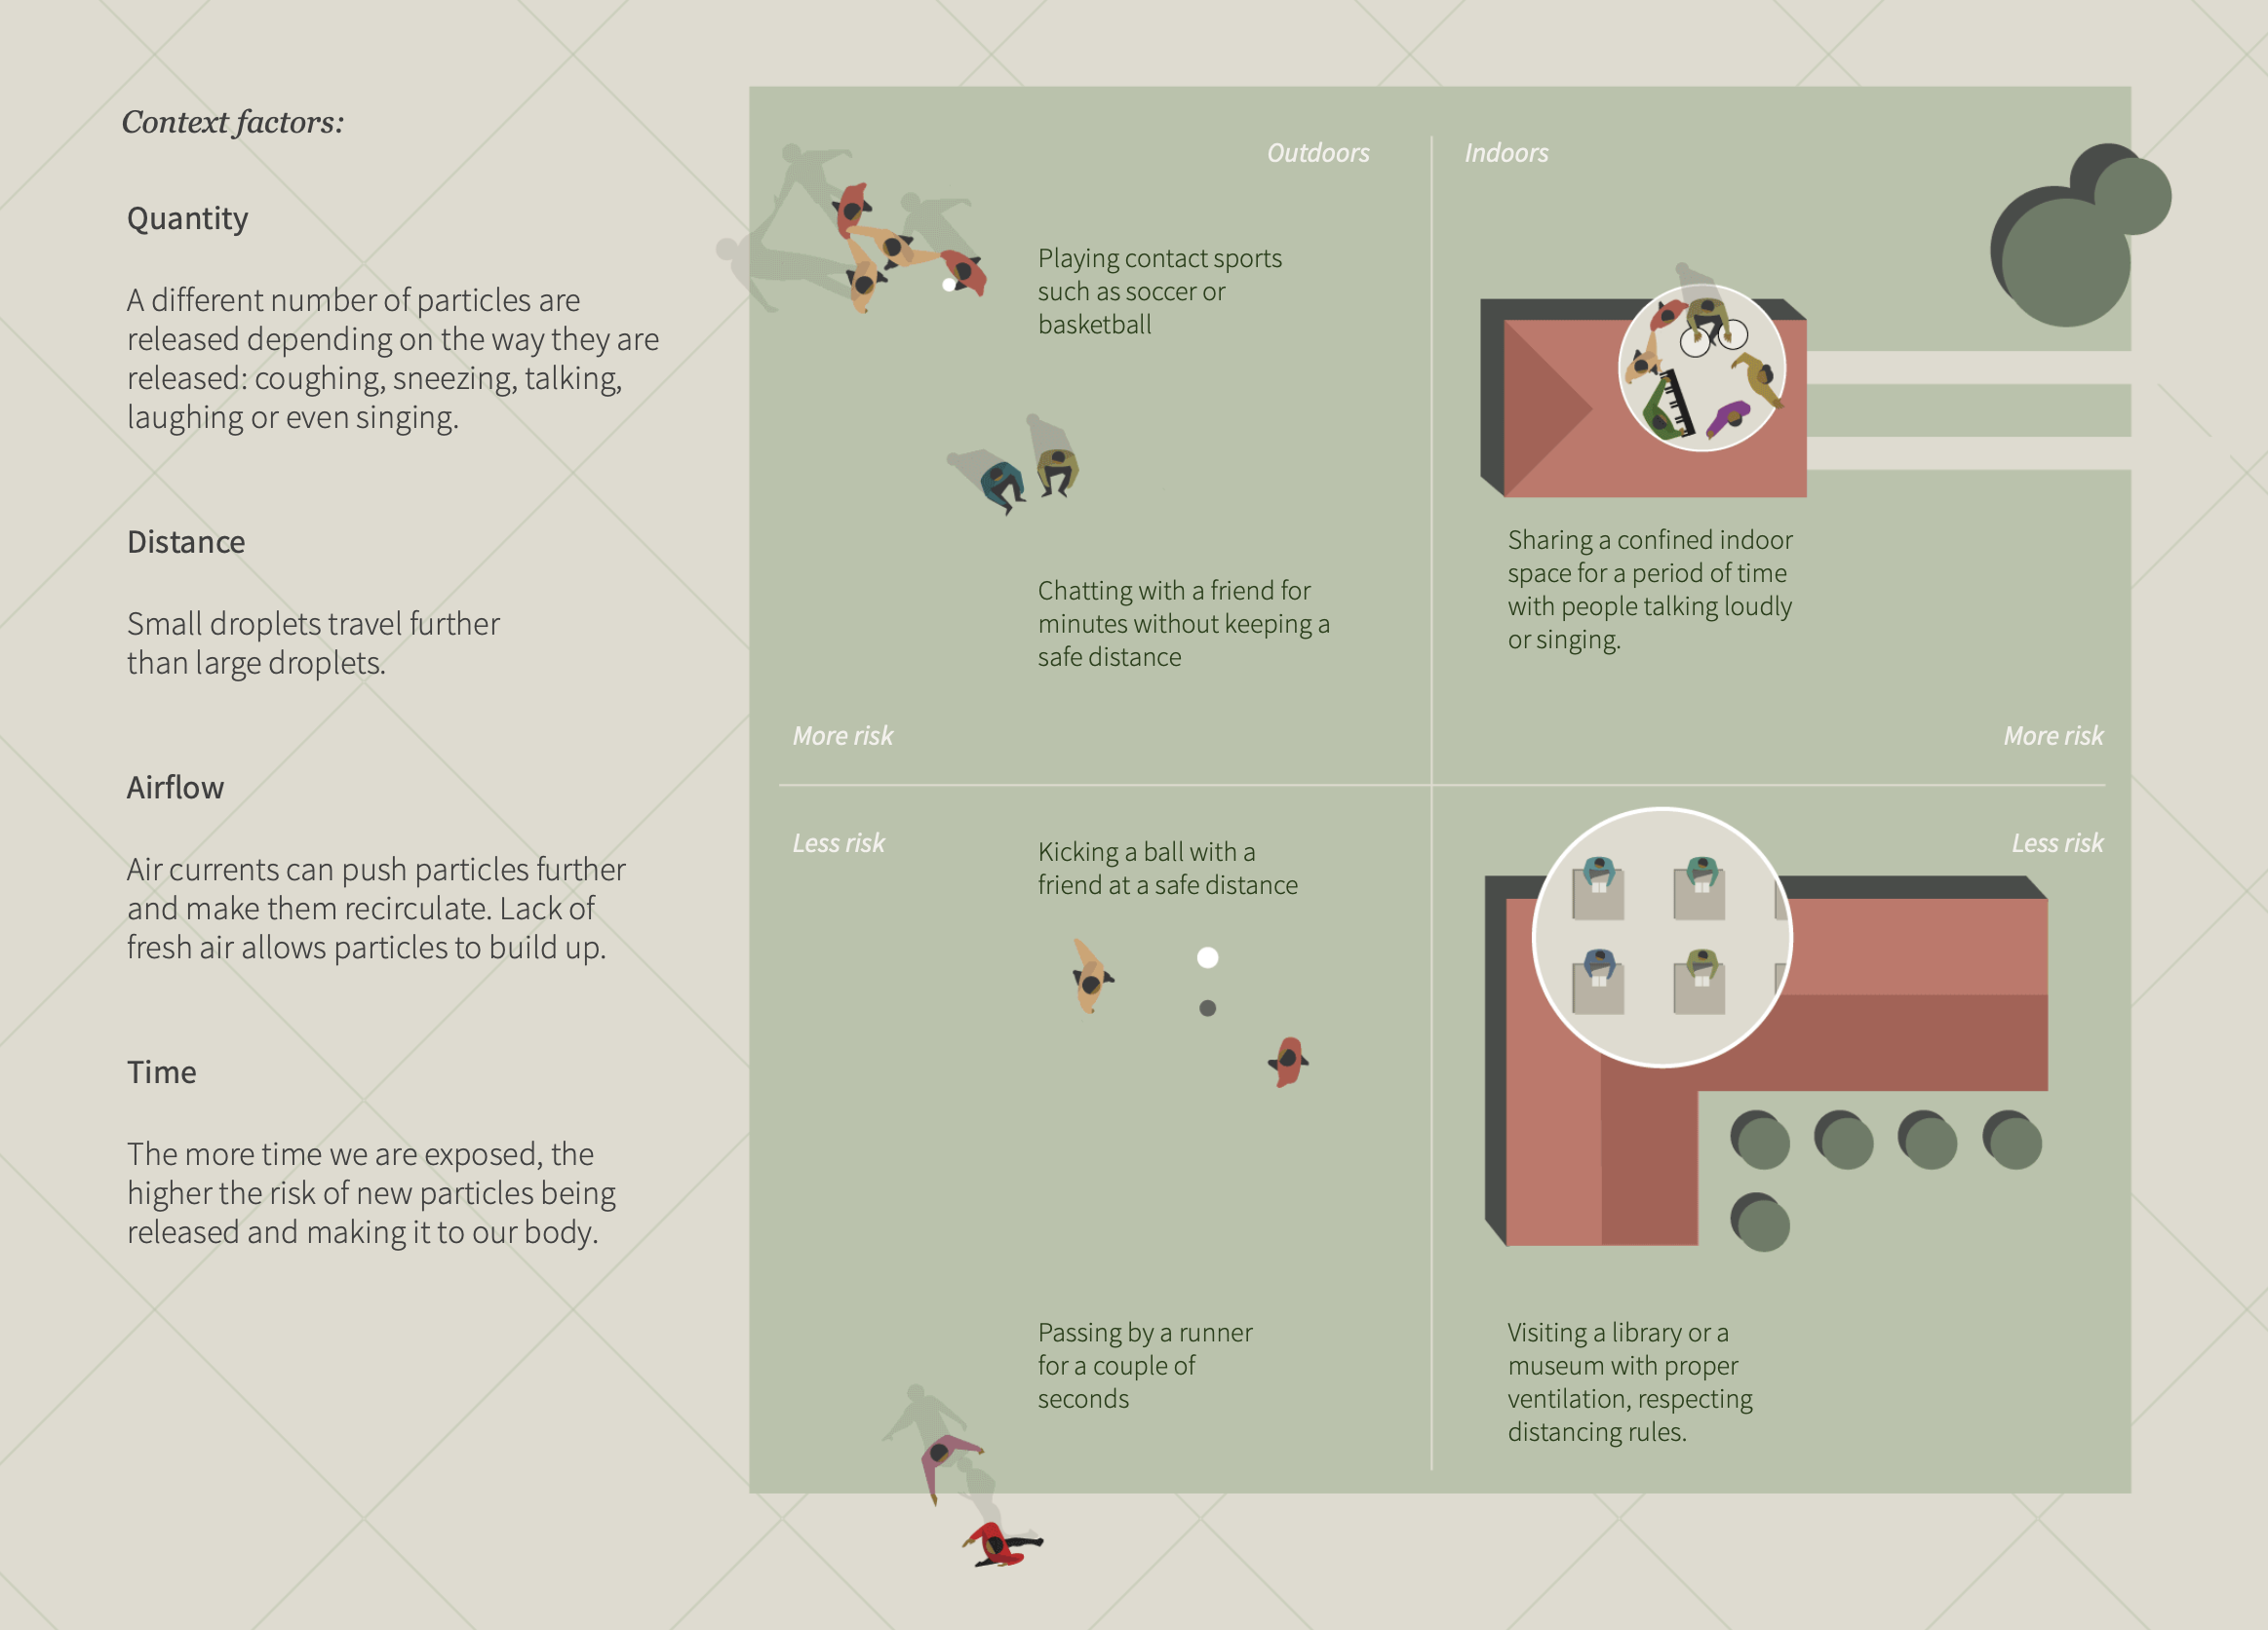 Context factors:
Quantity
A different number of particles are
released depending on the way they are
released: coughing, sneezing, talking,
laughing or even singing.
Distance
Small droplets travel further
than large droplets.
Airflow
Air currents can push particles further
and make them recirculate. Lack of
fresh air allows particles to build up.
Time
The more time we are exposed, the
higher the risk of new particles being
released and making it to our body.
Outdoors
Indoors
Playing contact sports
such as soccer or
basketball
Chatting with a friend for
minutes without keeping a
safe distance
More risk
Sharing a confined indoor
space for a period of time
with people talking loudly
or singing.
More risk
Less risk
Kicking a ball with a
friend at a safe distance
Passing by a runner
for a couple of
seconds
Less risk
Visiting a library or a
museum with proper
ventilation, respecting
distancing rules.